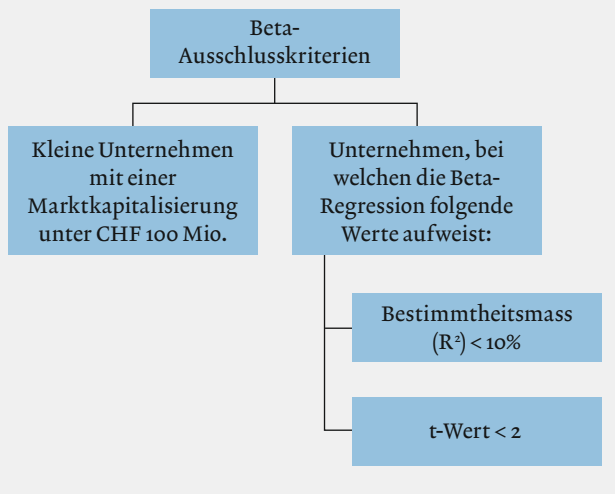 Beta-
Ausschlusskriterien
Kleine Unternehmen
mit einer
Marktkapitalisierung
unter CHF 100 Mio.
Unternehmen, bei
welchen die Beta-
Regression folgende
Werte aufweist:
Bestimmtheitsmass
(R²) < 10%
t-Wert < 2